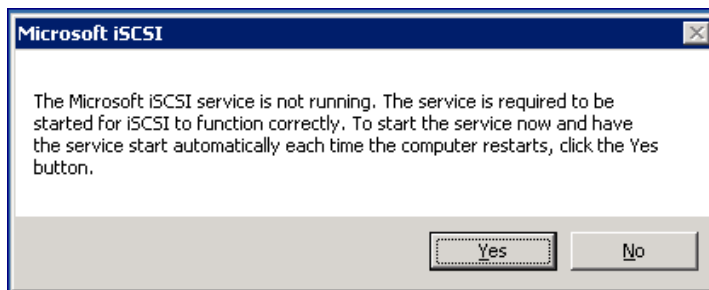 Microsoft iSCSI
The Microsoft iSCSI service is not running. The service is required to be
started for iSCSI to function correctly. To start the service now and have
the service start automatically each time the computer restarts, click the Yes
button.
Yes
No